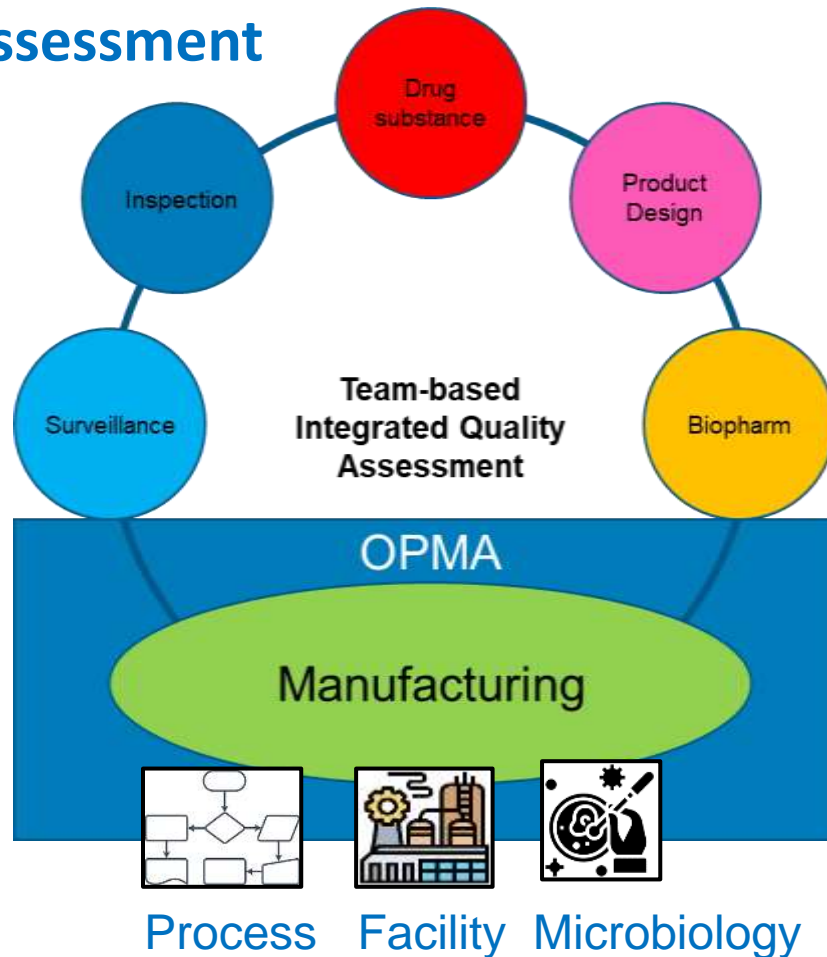 ssessment
Drug
substance
Inspection
Product
Design
Surveillance
Team-based
Integrated Quality
Assessment
Biopharm
OPMA
Manufacturing
Process Facility Microbiology